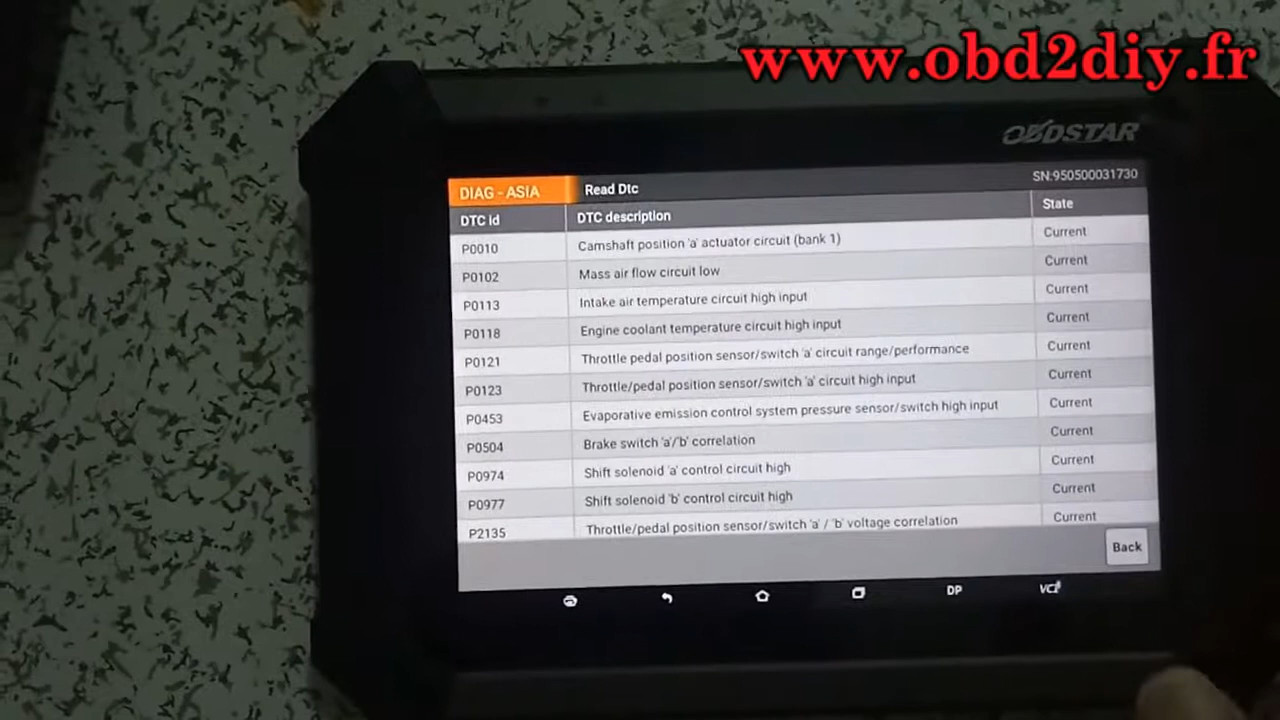 www.obd2diy.fr
OBDSTAR
DIAG - ASIA Read Dtc SN:950500031730
DTC id DTC description State
P0010 Camshaft position 'a' actuator circuit (bank 1) Current
P0102 Mass air flow circuit low Current
P0113 Intake air temperature circuit high input Current
P0118 Engine coolant temperature circuit high input Current
P0121 Throttle pedal position sensor/switch 'a' circuit range/performance Current
P0123 Throttle/pedal position sensor/switch 'a' circuit high input Current
P0453 Evaporative emission control system pressure sensor/switch high input Current
P0504 Brake switch 'a'/'b' correlation Current
P0974 Shift solenoid 'a' control circuit high Current
P0977 Shift solenoid 'b' control circuit high Current
P2135 Throttle/pedal position sensor/switch 'a' / 'b' voltage correlation Current
Back
DP VCI